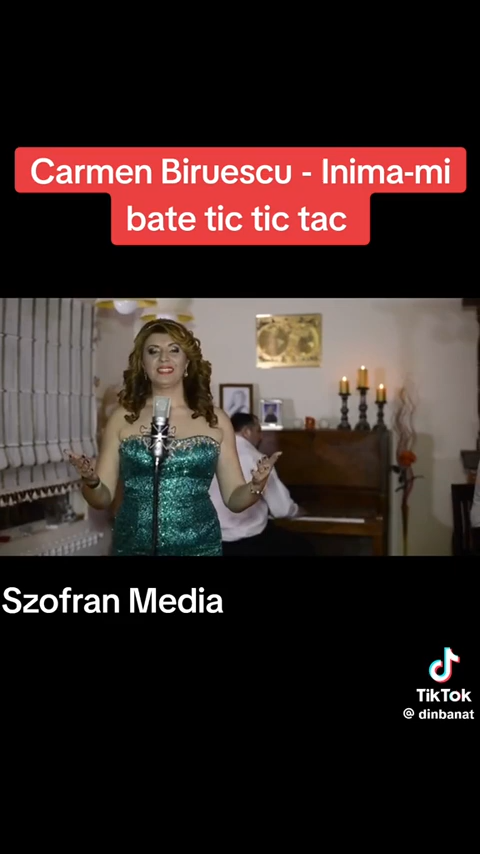 Carmen Biruescu - Inima-mi
bate tic tic tac
Szofran Media
TikTok
@ dinbanat